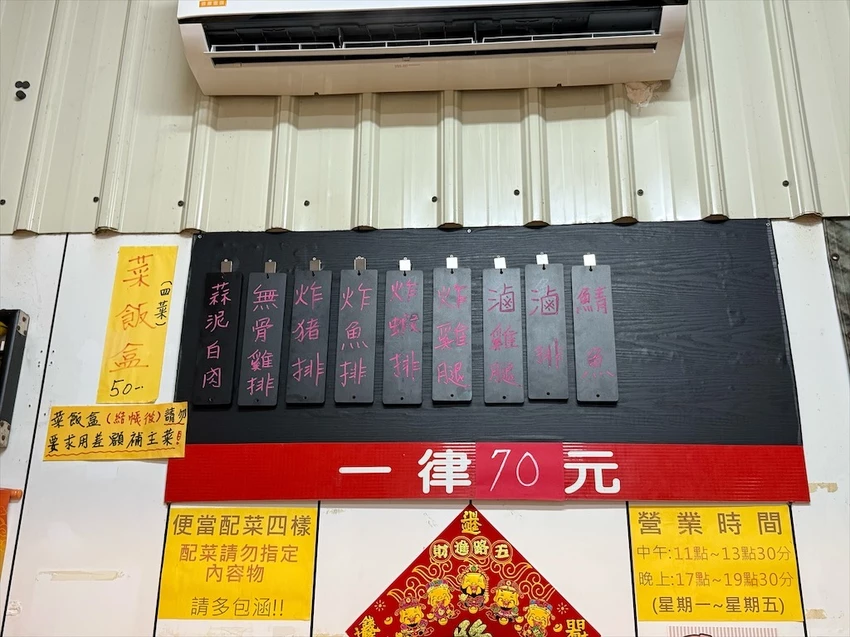 菜飯盒
(四菜)
50--
菜飯盒(結帳後)請勿
要求用差額補主菜!
蒜泥白肉
無骨雞排
炸猪排
炸魚排
炸蝦排
炸雞腿
滷雞腿
滷排
鯖魚
一律70元
便當配菜四樣
配菜請勿指定
內容物
請多包涵!!
五路進財
營業時間
中午:11點~13點30分
晚上:17點~19點30分
(星期一~星期五)